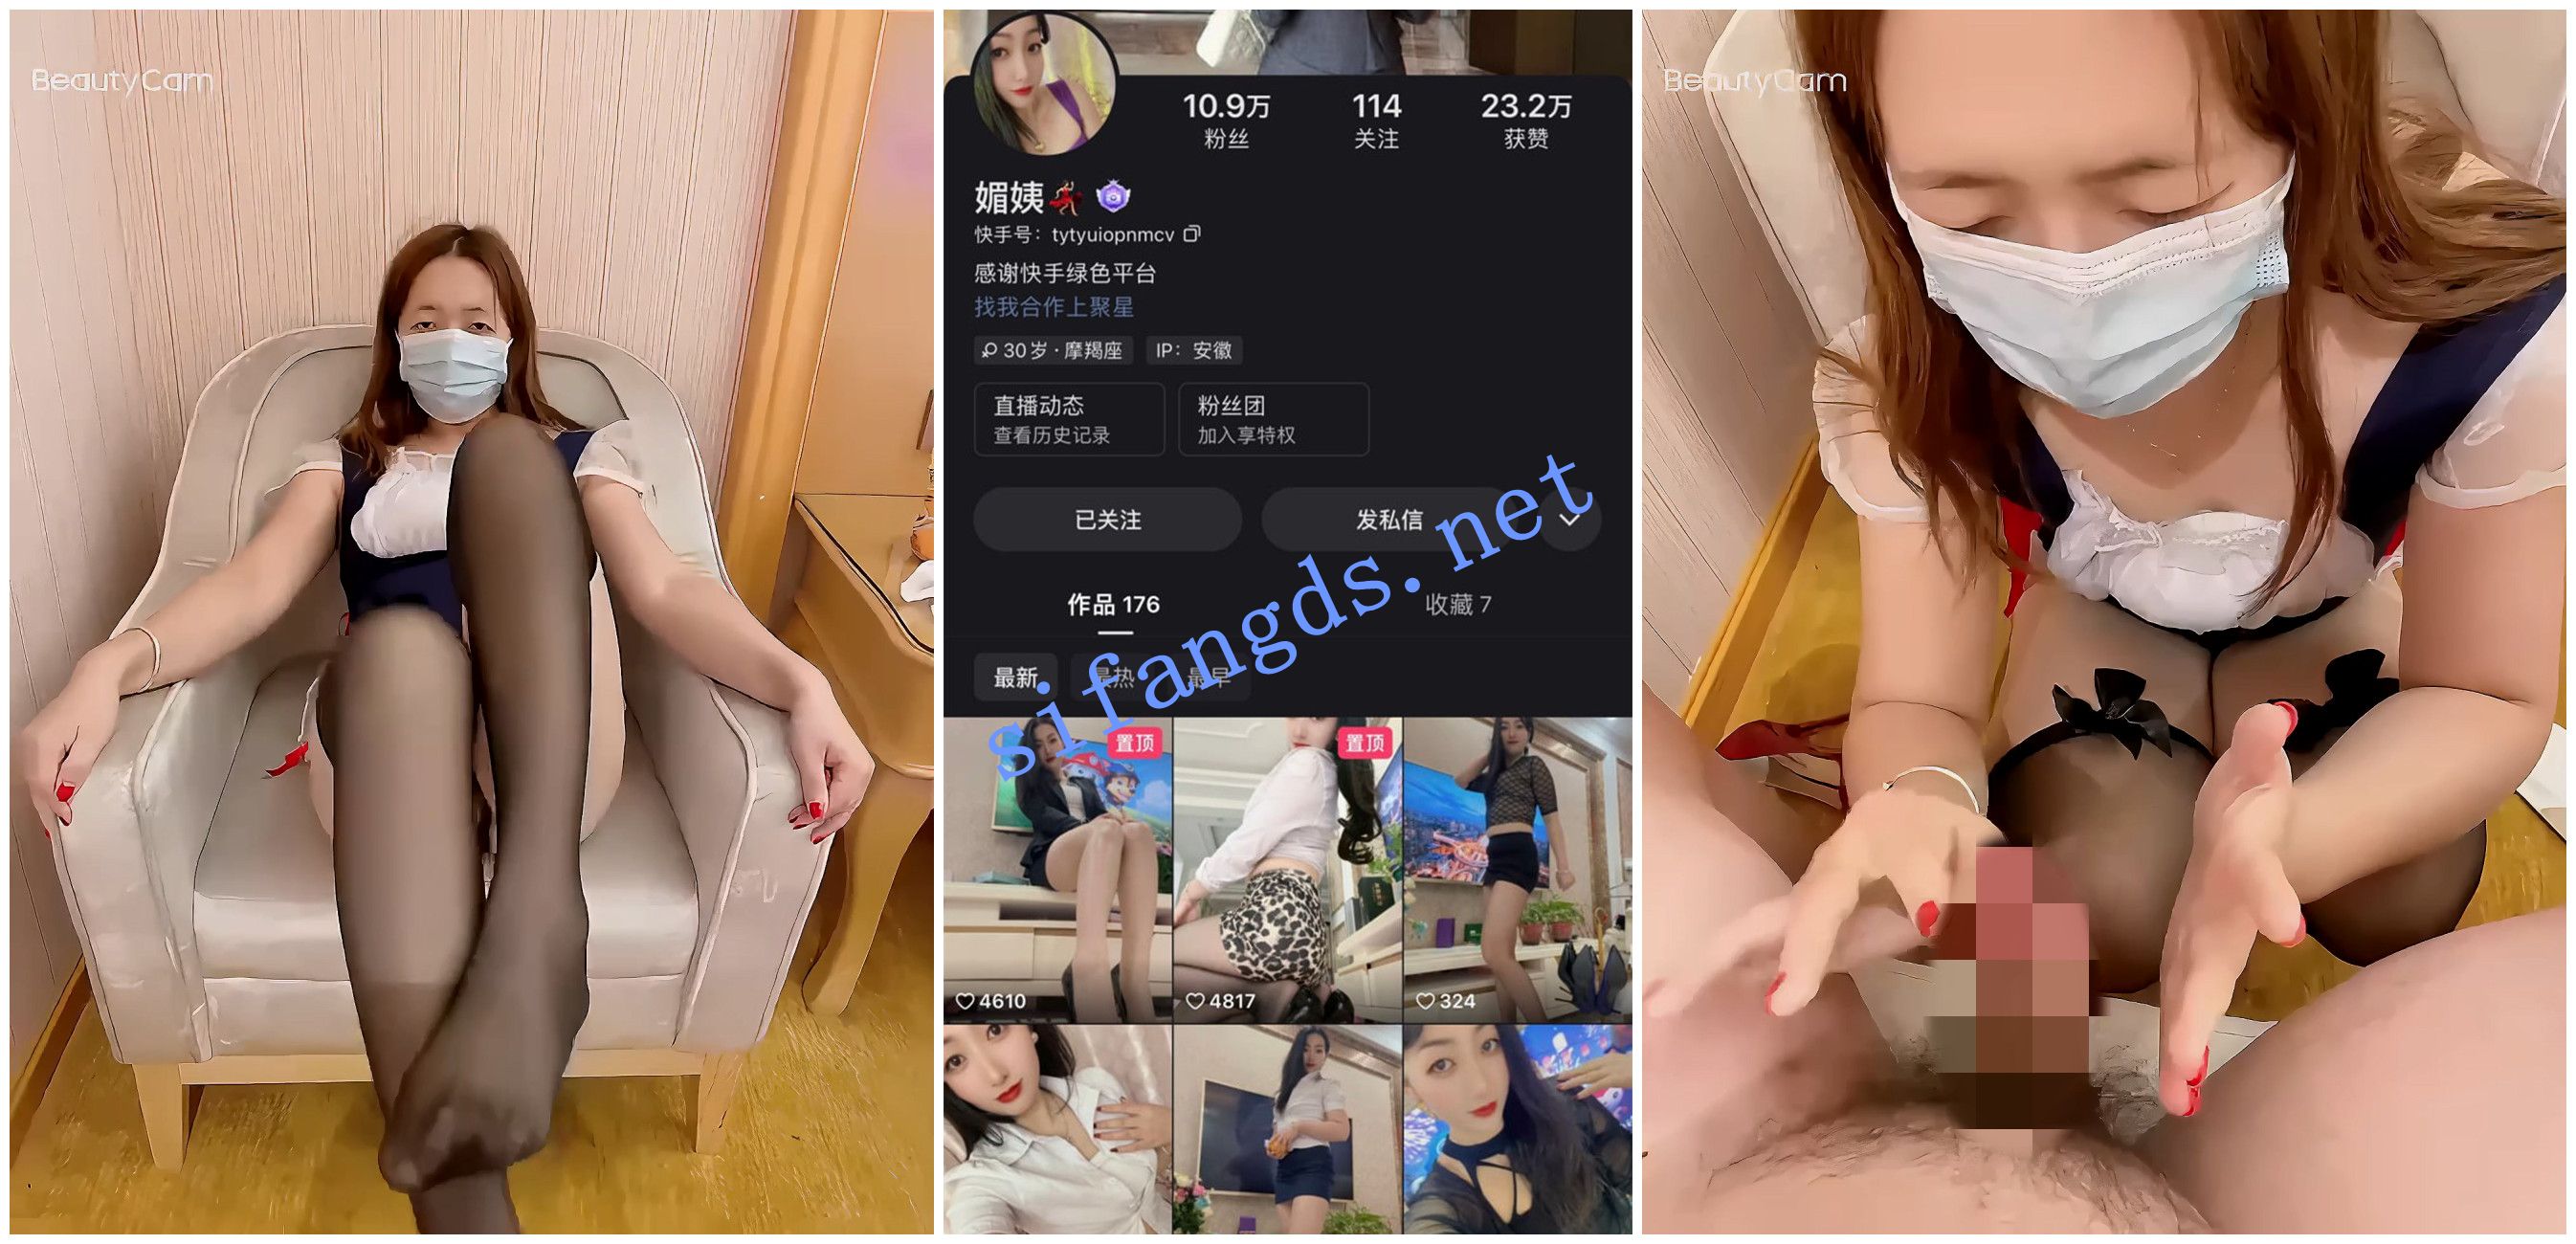 BeautyCam
10.9万
114
23.2万
粉丝
关注
获赞
媚姨
快手号：tytyuiopnmcv
感谢快手绿色平台
找我合作上聚星
30岁·摩羯座
IP：安徽
直播动态
查看历史记录
粉丝团
加入享特权
已关注
发私信
作品 176
收藏 7
最新
最热
最早
置顶
置顶
4610
4817
324
sifangds.net
BeautyCam